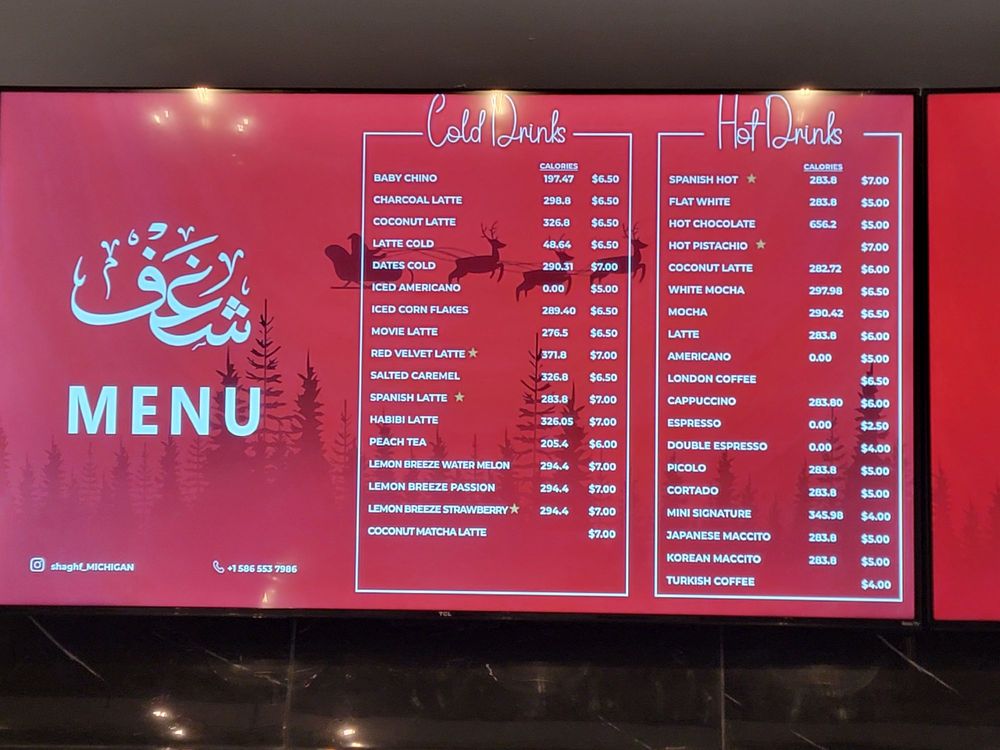 شغف
MENU
shaghf_MICHIGAN
+1 586 553 7986
Cold Drinks
CALORIES
BABY CHINO 197.47 $6.50
CHARCOAL LATTE 298.8 $6.50
COCONUT LATTE 326.8 $6.50
LATTE COLD 48.64 $6.50
DATES COLD 290.31 $7.00
ICED AMERICANO 0.00 $5.00
ICED CORN FLAKES 289.40 $6.50
MOVIE LATTE 276.5 $6.50
RED VELVET LATTE 371.8 $7.00
SALTED CAREMEL 326.8 $6.50
SPANISH LATTE 283.8 $7.00
HABIBI LATTE 326.05 $7.00
PEACH TEA 205.4 $6.00
LEMON BREEZE WATER MELON 294.4 $7.00
LEMON BREEZE PASSION 294.4 $7.00
LEMON BREEZE STRAWBERRY 294.4 $7.00
COCONUT MATCHA LATTE $7.00
Hot Drinks
CALORIES
SPANISH HOT 283.8 $7.00
FLAT WHITE 283.8 $5.00
HOT CHOCOLATE 656.2 $5.00
HOT PISTACHIO $7.00
COCONUT LATTE 282.72 $6.00
WHITE MOCHA 297.98 $6.50
MOCHA 290.42 $6.50
LATTE 283.8 $6.00
AMERICANO 0.00 $5.00
LONDON COFFEE $6.50
CAPPUCCINO 283.80 $6.00
ESPRESSO 0.00 $2.50
DOUBLE ESPRESSO 0.00 $4.00
PICOLO 283.8 $5.00
CORTADO 283.8 $5.00
MINI SIGNATURE 345.98 $4.00
JAPANESE MACCITO 283.8 $5.00
KOREAN MACCITO 283.8 $5.00
TURKISH COFFEE $4.00
TCL